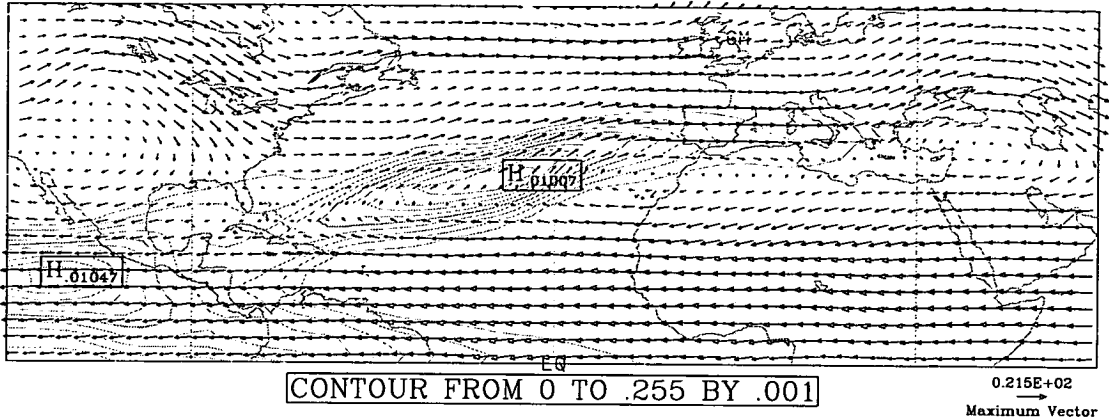 GM
H .01007
H .01047
EQ
CONTOUR FROM 0 TO .255 BY .001
0.215E+02
Maximum Vector